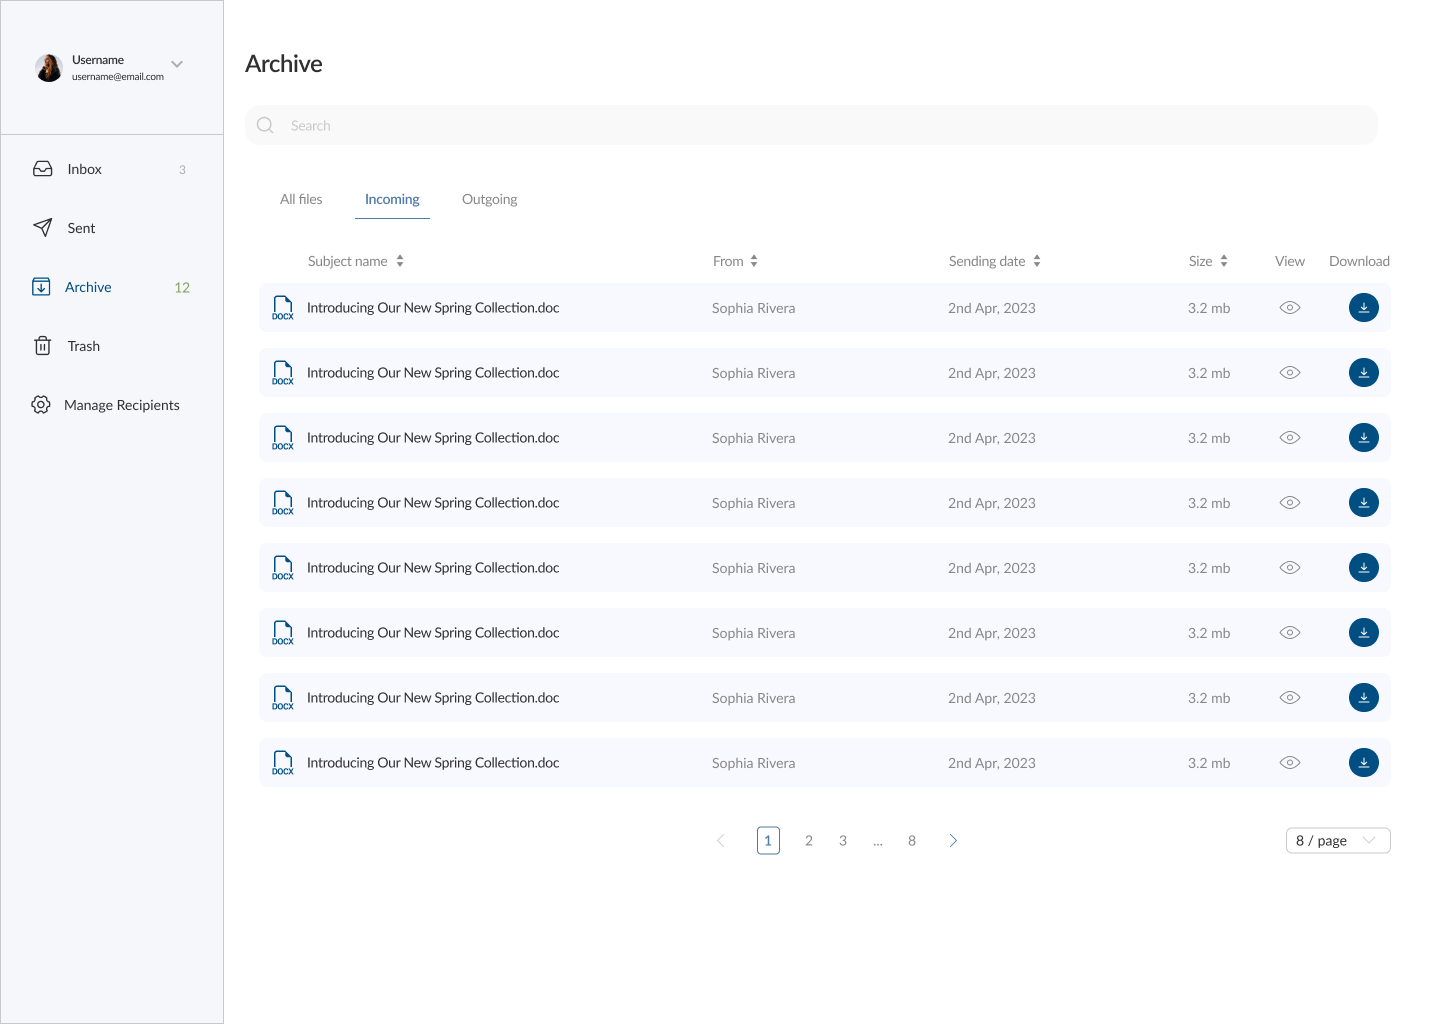 Username
username@email.com
Inbox 3
Sent
Archive 12
Trash
Manage Recipients
Archive
Search
All files Incoming Outgoing
Subject name From Sending date Size View Download
DOCX Introducing Our New Spring Collection.doc Sophia Rivera 2nd Apr, 2023 3.2 mb
DOCX Introducing Our New Spring Collection.doc Sophia Rivera 2nd Apr, 2023 3.2 mb
DOCX Introducing Our New Spring Collection.doc Sophia Rivera 2nd Apr, 2023 3.2 mb
DOCX Introducing Our New Spring Collection.doc Sophia Rivera 2nd Apr, 2023 3.2 mb
DOCX Introducing Our New Spring Collection.doc Sophia Rivera 2nd Apr, 2023 3.2 mb
DOCX Introducing Our New Spring Collection.doc Sophia Rivera 2nd Apr, 2023 3.2 mb
DOCX Introducing Our New Spring Collection.doc Sophia Rivera 2nd Apr, 2023 3.2 mb
DOCX Introducing Our New Spring Collection.doc Sophia Rivera 2nd Apr, 2023 3.2 mb
1 2 3 ... 8 8 / page